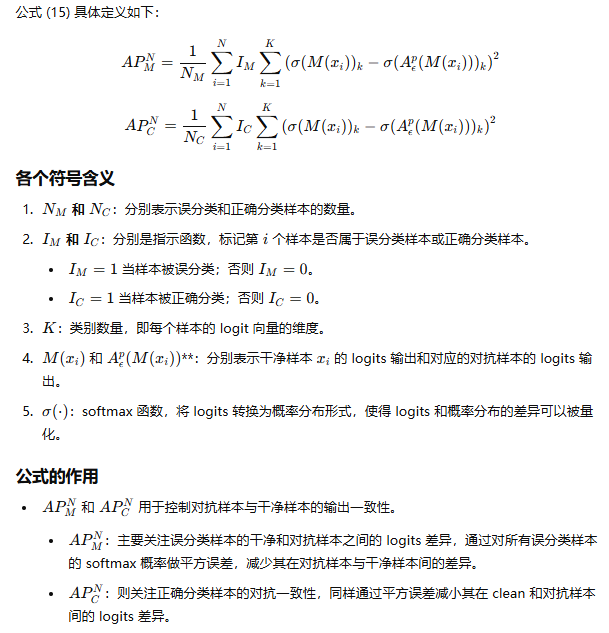 公式 (15) 具体定义如下：
$$AP_M^N = \frac{1}{N_M} \sum_{i=1}^{N} I_M \sum_{k=1}^{K} (\sigma(M(x_i))_k - \sigma(A_\epsilon^p(M(x_i)))_k)^2$$
$$AP_C^N = \frac{1}{N_C} \sum_{i=1}^{N} I_C \sum_{k=1}^{K} (\sigma(M(x_i))_k - \sigma(A_\epsilon^p(M(x_i)))_k)^2$$
各个符号含义
1. $N_M$ 和 $N_C$：分别表示误分类和正确分类样本的数量。
2. $I_M$ 和 $I_C$：分别是指示函数，标记第 $i$ 个样本是否属于误分类样本或正确分类样本。
• $I_M = 1$ 当样本被误分类；否则 $I_M = 0$。
• $I_C = 1$ 当样本被正确分类；否则 $I_C = 0$。
3. $K$：类别数量，即每个样本的 logit 向量的维度。
4. $M(x_i)$ 和 $A_\epsilon^p(M(x_i))$**：分别表示干净样本 $x_i$ 的 logits 输出和对应的对抗样本的 logits 输
出。
5. $\sigma(\cdot)$：softmax 函数，将 logits 转换为概率分布形式，使得 logits 和概率分布的差异可以被量
化。
公式的作用
• $AP_M^N$ 和 $AP_C^N$ 用于控制对抗样本与干净样本的输出一致性。
• $AP_M^N$：主要关注误分类样本的干净和对抗样本之间的 logits 差异，通过对所有误分类样本
的 softmax 概率做平方误差，减少其在对抗样本与干净样本间的差异。
• $AP_C^N$：则关注正确分类样本的对抗一致性，同样通过平方误差减小其在 clean 和对抗样本
间的 logits 差异。